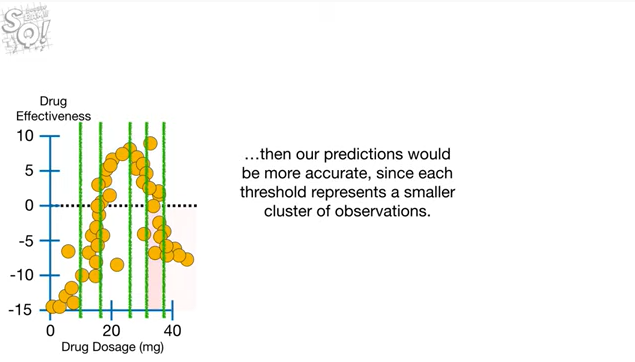 SQ!
Drug
Effectiveness
10
5
0
-5
-10
-15
0
20
40
Drug Dosage (mg)
…then our predictions would
be more accurate, since each
threshold represents a smaller
cluster of observations.